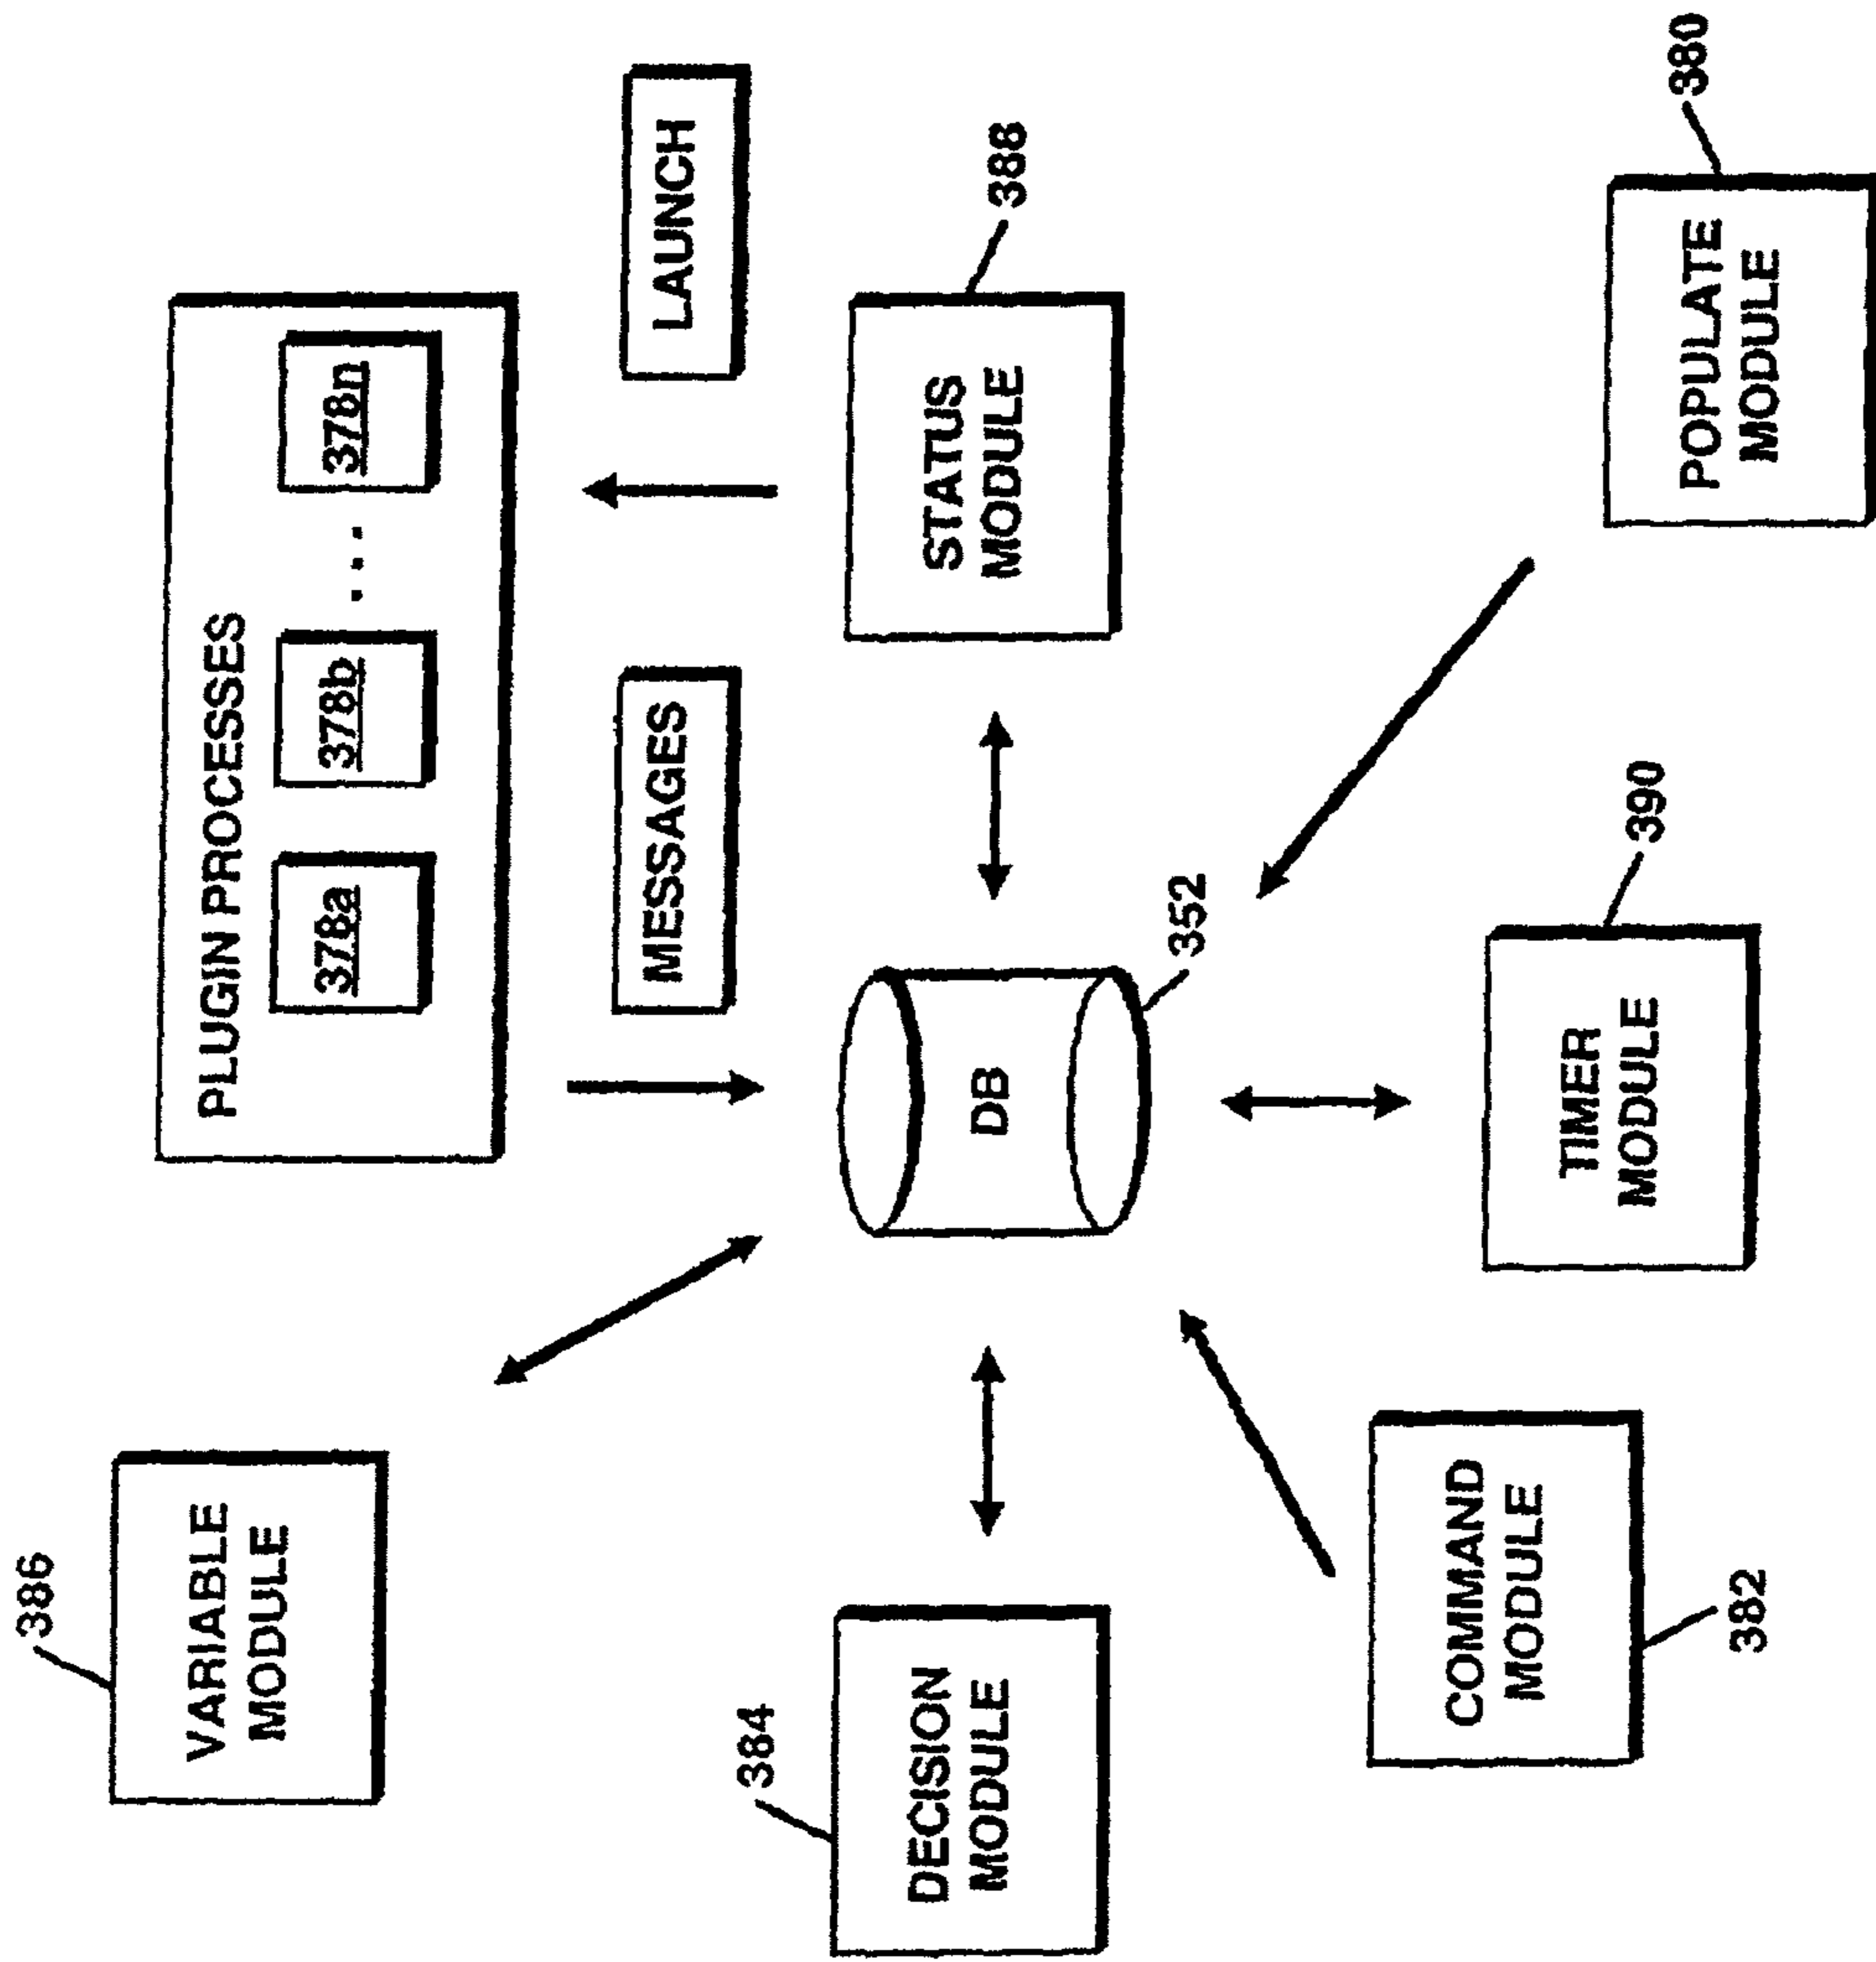 386
VARIABLE
MODULE
PLUGIN PROCESSES
378a
378b
...
378n
MESSAGES
LAUNCH
384
DECISION
MODULE
DB
352
STATUS
MODULE
388
COMMAND
MODULE
382
TIMER
MODULE
390
POPULATE
MODULE
380